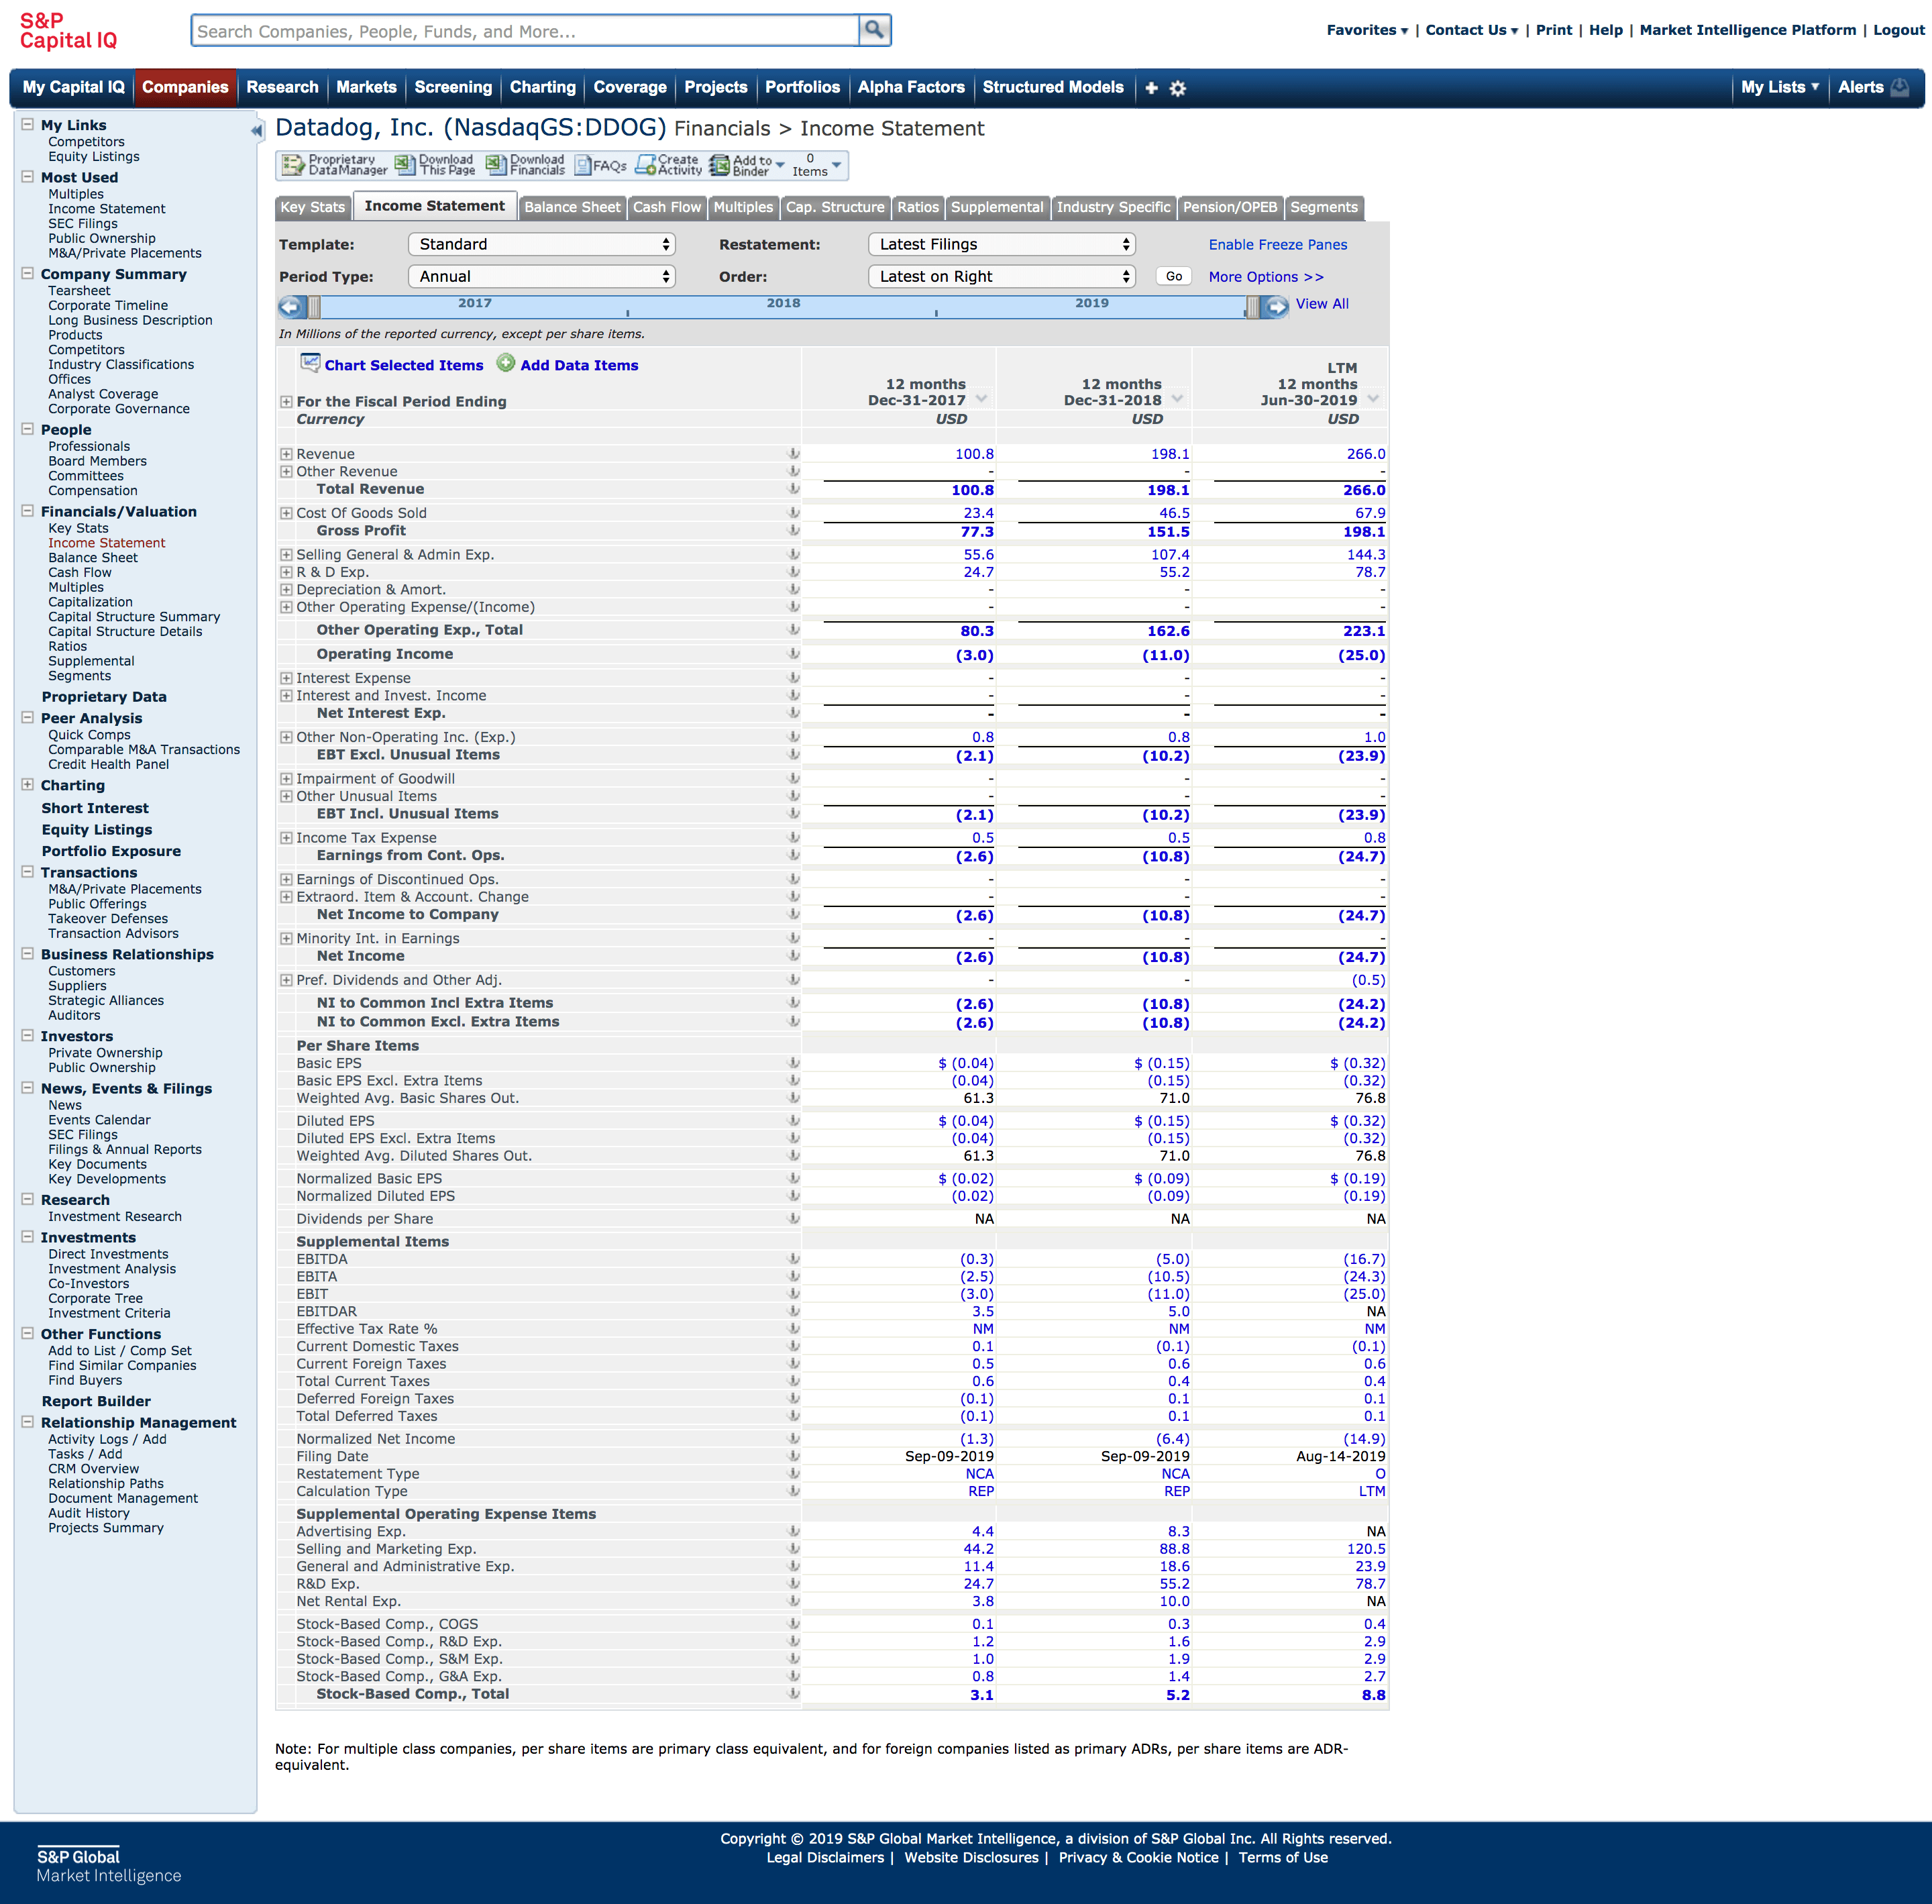 S&P
Capital IQ
Search Companies, People, Funds, and More...
Favorites | Contact Us | Print | Help | Market Intelligence Platform | Logout
My Capital IQ Companies Research Markets Screening Charting Coverage Projects Portfolios Alpha Factors Structured Models My Lists Alerts
My Links
Competitors
Equity Listings
Most Used
Multiples
Income Statement
SEC Filings
Public Ownership
M&A/Private Placements
Company Summary
Tearsheet
Corporate Timeline
Long Business Description
Products
Competitors
Industry Classifications
Offices
Analyst Coverage
Corporate Governance
People
Professionals
Board Members
Committees
Compensation
Financials/Valuation
Key Stats
Income Statement
Balance Sheet
Cash Flow
Multiples
Capitalization
Capital Structure Summary
Capital Structure Details
Ratios
Supplemental
Segments
Proprietary Data
Peer Analysis
Quick Comps
Comparable M&A Transactions
Credit Health Panel
Charting
Short Interest
Equity Listings
Portfolio Exposure
Transactions
M&A/Private Placements
Public Offerings
Takeover Defenses
Transaction Advisors
Business Relationships
Customers
Suppliers
Strategic Alliances
Auditors
Investors
Private Ownership
Public Ownership
News, Events & Filings
News
Events Calendar
SEC Filings
Filings & Annual Reports
Key Documents
Key Developments
Research
Investment Research
Investments
Direct Investments
Investment Analysis
Co-Investors
Corporate Tree
Investment Criteria
Other Functions
Add to List / Comp Set
Find Similar Companies
Find Buyers
Report Builder
Relationship Management
Activity Logs / Add
Tasks / Add
CRM Overview
Relationship Paths
Document Management
Audit History
Projects Summary
Datadog, Inc. (NasdaqGS:DDOG) Financials > Income Statement
Proprietary DataManager Download This Page Download Financials FAQs Create Activity Add to Binder 0 Items
Key Stats Income Statement Balance Sheet Cash Flow Multiples Cap. Structure Ratios Supplemental Industry Specific Pension/OPEB Segments
Template: Standard Restatement: Latest Filings Enable Freeze Panes
Period Type: Annual Order: Latest on Right Go More Options >>
2017 2018 2019 View All
In Millions of the reported currency, except per share items.
Chart Selected Items Add Data Items
LTM
12 months 12 months 12 months
For the Fiscal Period Ending Dec-31-2017 Dec-31-2018 Jun-30-2019
Currency USD USD USD
Revenue 100.8 198.1 266.0
Other Revenue - - -
Total Revenue 100.8 198.1 266.0
Cost Of Goods Sold 23.4 46.5 67.9
Gross Profit 77.3 151.5 198.1
Selling General & Admin Exp. 55.6 107.4 144.3
R & D Exp. 24.7 55.2 78.7
Depreciation & Amort. - - -
Other Operating Expense/(Income) - - -
Other Operating Exp., Total 80.3 162.6 223.1
Operating Income (3.0) (11.0) (25.0)
Interest Expense - - -
Interest and Invest. Income - - -
Net Interest Exp. - - -
Other Non-Operating Inc. (Exp.) 0.8 0.8 1.0
EBT Excl. Unusual Items (2.1) (10.2) (23.9)
Impairment of Goodwill - - -
Other Unusual Items - - -
EBT Incl. Unusual Items (2.1) (10.2) (23.9)
Income Tax Expense 0.5 0.5 0.8
Earnings from Cont. Ops. (2.6) (10.8) (24.7)
Earnings of Discontinued Ops. - - -
Extraord. Item & Account. Change - - -
Net Income to Company (2.6) (10.8) (24.7)
Minority Int. in Earnings - - -
Net Income (2.6) (10.8) (24.7)
Pref. Dividends and Other Adj. - - (0.5)
NI to Common Incl Extra Items (2.6) (10.8) (24.2)
NI to Common Excl. Extra Items (2.6) (10.8) (24.2)
Per Share Items
Basic EPS $ (0.04) $ (0.15) $ (0.32)
Basic EPS Excl. Extra Items (0.04) (0.15) (0.32)
Weighted Avg. Basic Shares Out. 61.3 71.0 76.8
Diluted EPS $ (0.04) $ (0.15) $ (0.32)
Diluted EPS Excl. Extra Items (0.04) (0.15) (0.32)
Weighted Avg. Diluted Shares Out. 61.3 71.0 76.8
Normalized Basic EPS $ (0.02) $ (0.09) $ (0.19)
Normalized Diluted EPS (0.02) (0.09) (0.19)
Dividends per Share NA NA NA
Supplemental Items
EBITDA (0.3) (5.0) (16.7)
EBITA (2.5) (10.5) (24.3)
EBIT (3.0) (11.0) (25.0)
EBITDAR 3.5 5.0 NA
Effective Tax Rate % NM NM NM
Current Domestic Taxes 0.1 (0.1) (0.1)
Current Foreign Taxes 0.5 0.6 0.6
Total Current Taxes 0.6 0.4 0.4
Deferred Foreign Taxes (0.1) 0.1 0.1
Total Deferred Taxes (0.1) 0.1 0.1
Normalized Net Income (1.3) (6.4) (14.9)
Filing Date Sep-09-2019 Sep-09-2019 Aug-14-2019
Restatement Type NCA NCA O
Calculation Type REP REP LTM
Supplemental Operating Expense Items
Advertising Exp. 4.4 8.3 NA
Selling and Marketing Exp. 44.2 88.8 120.5
General and Administrative Exp. 11.4 18.6 23.9
R&D Exp. 24.7 55.2 78.7
Net Rental Exp. 3.8 10.0 NA
Stock-Based Comp., COGS 0.1 0.3 0.4
Stock-Based Comp., R&D Exp. 1.2 1.6 2.9
Stock-Based Comp., S&M Exp. 1.0 1.9 2.9
Stock-Based Comp., G&A Exp. 0.8 1.4 2.7
Stock-Based Comp., Total 3.1 5.2 8.8
Note: For multiple class companies, per share items are primary class equivalent, and for foreign companies listed as primary ADRs, per share items are ADR-
equivalent.
S&P Global
Market Intelligence
Copyright © 2019 S&P Global Market Intelligence, a division of S&P Global Inc. All Rights reserved.
Legal Disclaimers | Website Disclosures | Privacy & Cookie Notice | Terms of Use